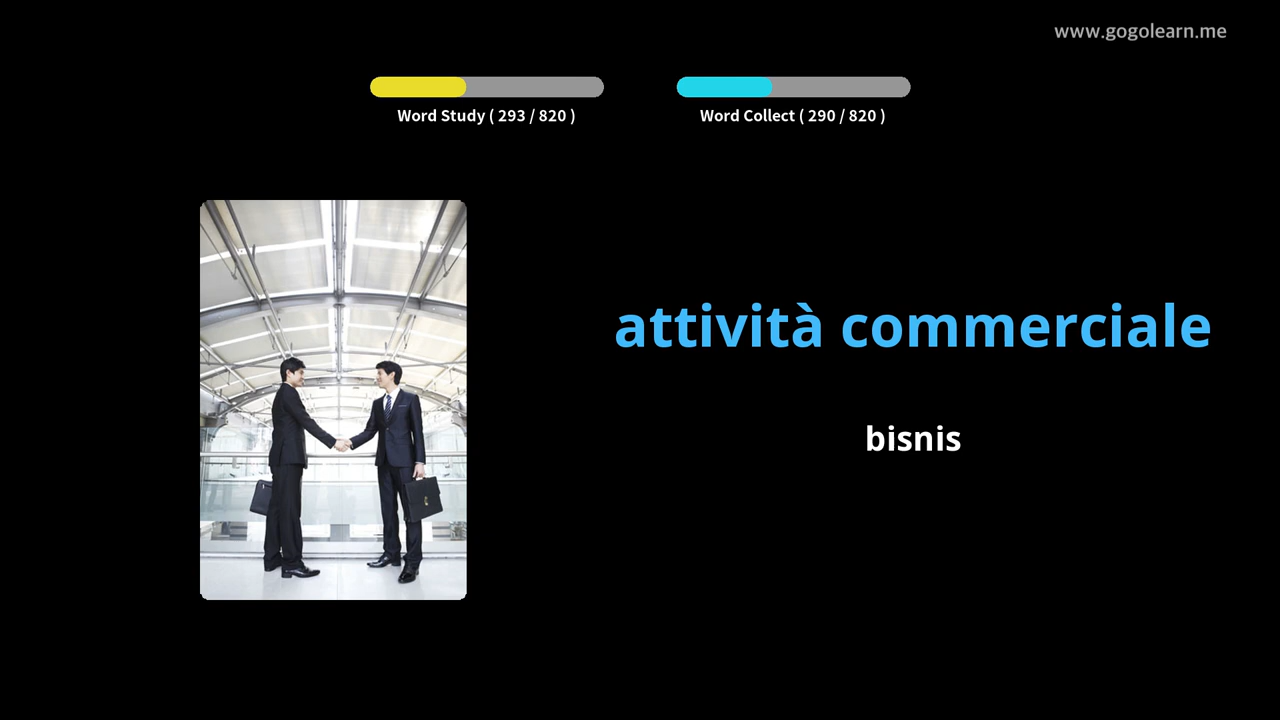 www.gogolearn.me
Word Study ( 293 / 820 )
Word Collect ( 290 / 820 )
attività commerciale
bisnis